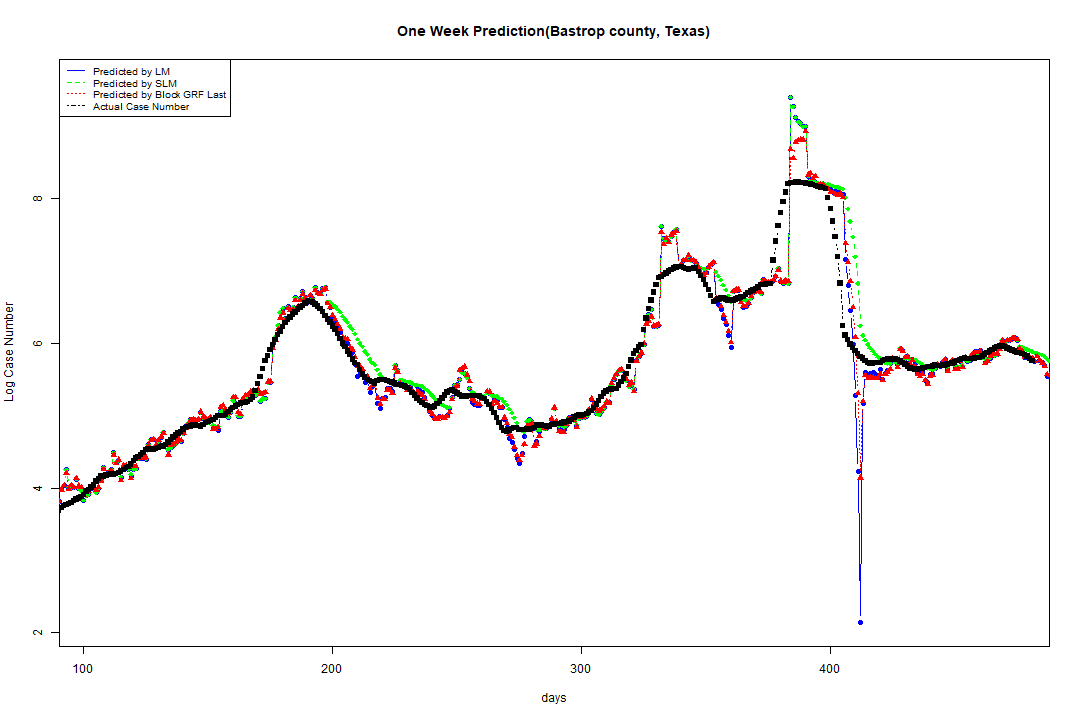 One Week Prediction(Bastrop county, Texas)
Predicted by LM
Predicted by SLM
Predicted by Block GRF Last
Actual Case Number
8
6
4
2
Log Case Number
100 200 300 400
days